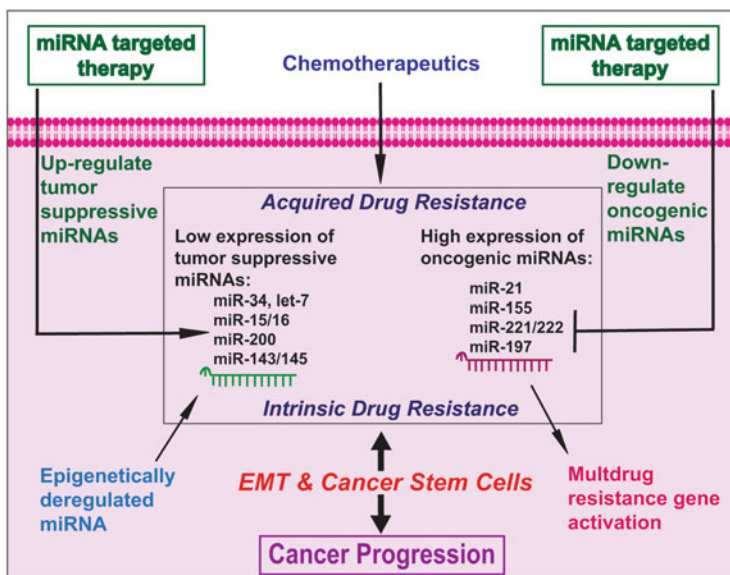 miRNA targeted
therapy
Chemotherapeutics
miRNA targeted
therapy
Up-regulate
tumor
suppressive
miRNAs
Down-
regulate
oncogenic
miRNAs
Acquired Drug Resistance
Low expression of
tumor suppressive
miRNAs:
miR-34, let-7
miR-15/16
miR-200
miR-143/145
High expression of
oncogenic miRNAs:
miR-21
miR-155
miR-221/222
miR-197
Intrinsic Drug Resistance
Epigenetically
deregulated
miRNA
EMT & Cancer Stem Cells
Multdrug
resistance gene
activation
Cancer Progression